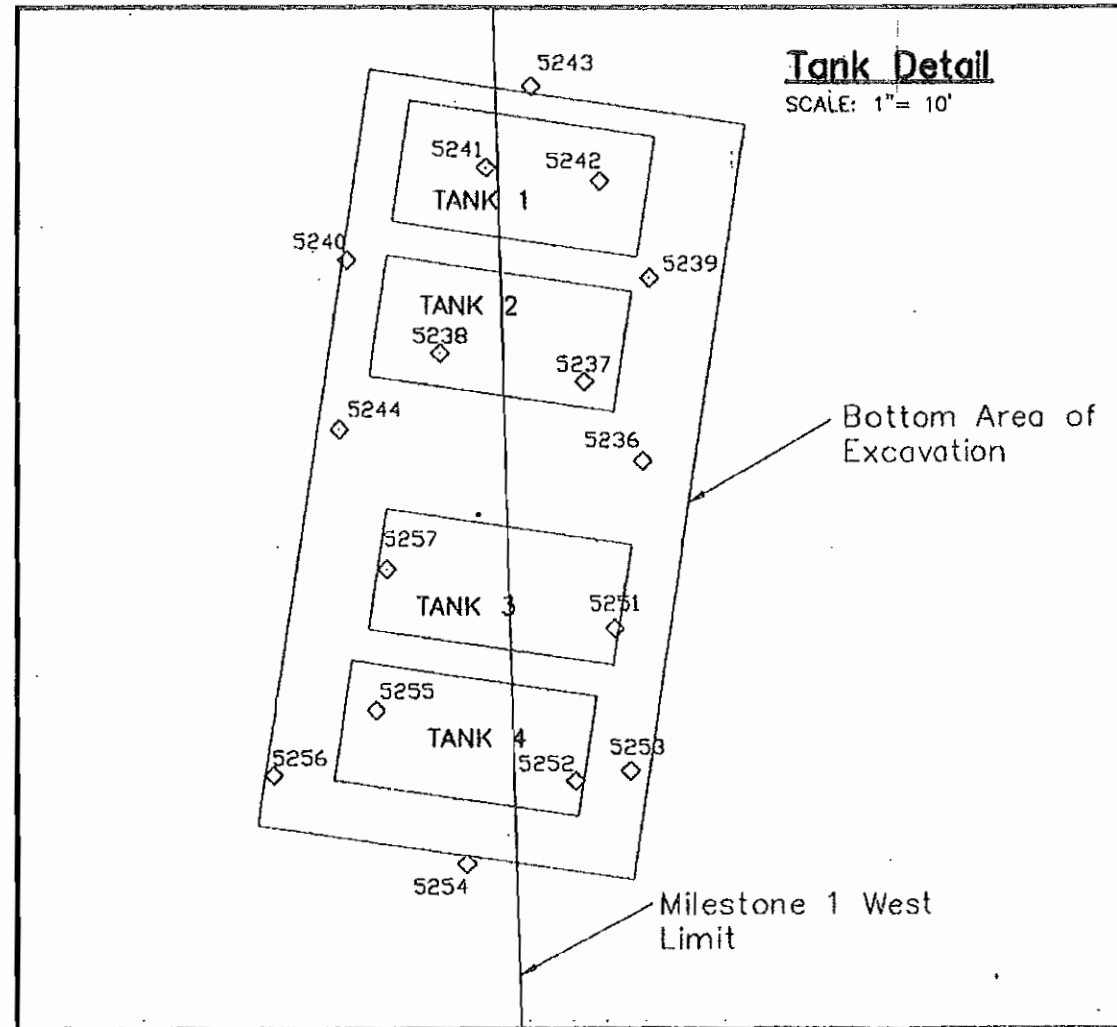 Tank Detail
SCALE: 1"= 10'
5243
5241
5242
TANK 1
5240
5239
TANK 2
5238
5237
5244
5236
Bottom Area of
Excavation
5257
TANK 3
5251
5255
TANK 4
5256
5252
5253
5254
Milestone 1 West
Limit